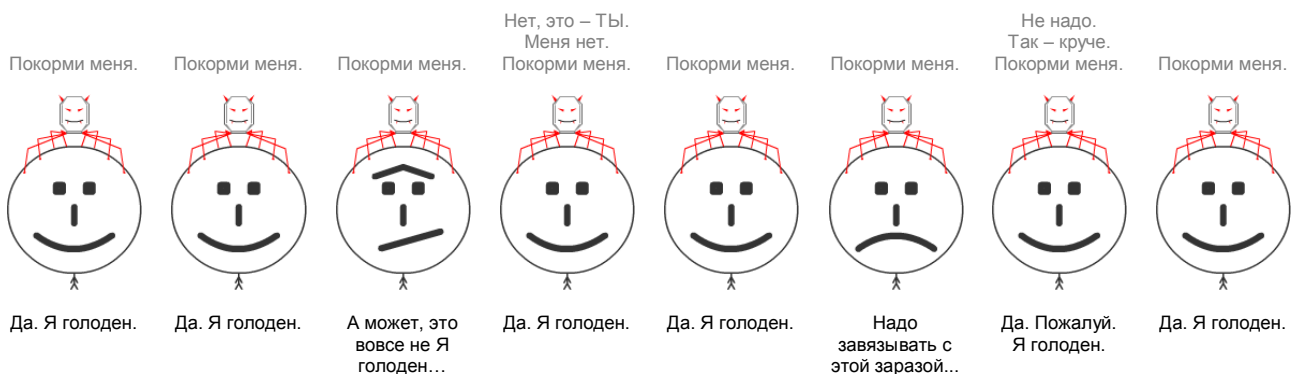 Покорми меня.
Покорми меня.
Покорми меня.
Нет, это – ТЫ.
Меня нет.
Покорми меня.
Покорми меня.
Покорми меня.
Не надо.
Так – круче.
Покорми меня.
Покорми меня.
Да. Я голоден.
Да. Я голоден.
А может, это
вовсе не Я
голоден…
Да. Я голоден.
Да. Я голоден.
Надо
завязывать с
этой заразой...
Да. Пожалуй.
Я голоден.
Да. Я голоден.